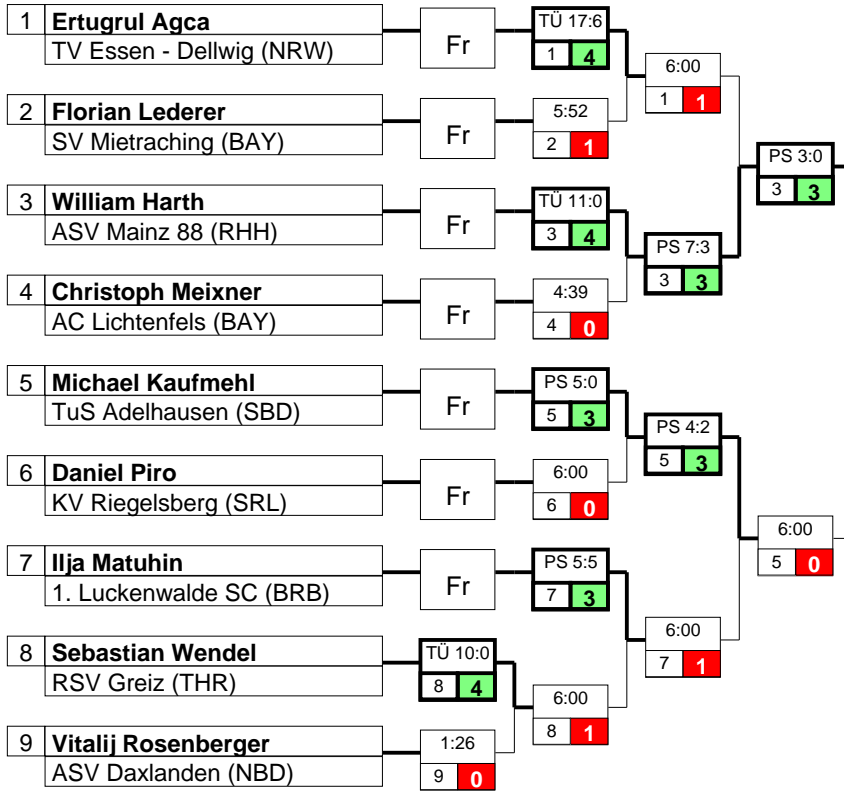 1 Ertugrul Agca
TV Essen - Dellwig (NRW)
Fr
TÜ 17:6
1 4
6:00
1 1
2 Florian Lederer
SV Mietraching (BAY)
Fr
5:52
2 1
PS 3:0
3 3
3 William Harth
ASV Mainz 88 (RHH)
Fr
TÜ 11:0
3 4
PS 7:3
3 3
4 Christoph Meixner
AC Lichtenfels (BAY)
Fr
4:39
4 0
5 Michael Kaufmehl
TuS Adelhausen (SBD)
Fr
PS 5:0
5 3
PS 4:2
5 3
6 Daniel Piro
KV Riegelsberg (SRL)
Fr
6:00
6 0
6:00
5 0
7 Ilja Matuhin
1. Luckenwalde SC (BRB)
Fr
PS 5:5
7 3
6:00
7 1
8 Sebastian Wendel
RSV Greiz (THR)
TÜ 10:0
8 4
6:00
8 1
9 Vitalij Rosenberger
ASV Daxlanden (NBD)
1:26
9 0